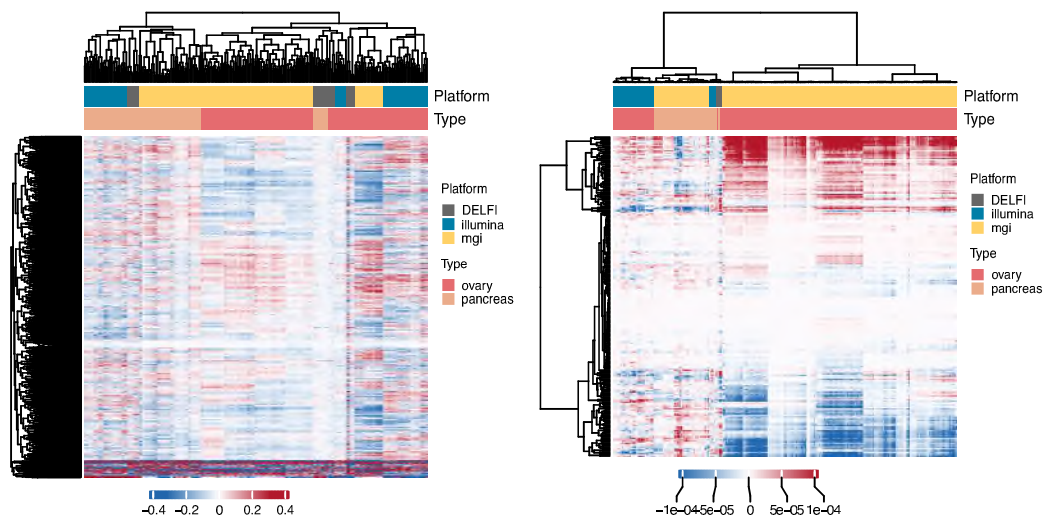 Platform
Type
Platform
DELFI
illumina
mgi
Type
ovary
pancreas
−0.4 −0.2 0 0.2 0.4
Platform
Type
Platform
DELFI
illumina
mgi
Type
ovary
pancreas
−1e−04 −5e−05 0 5e−05 1e−04